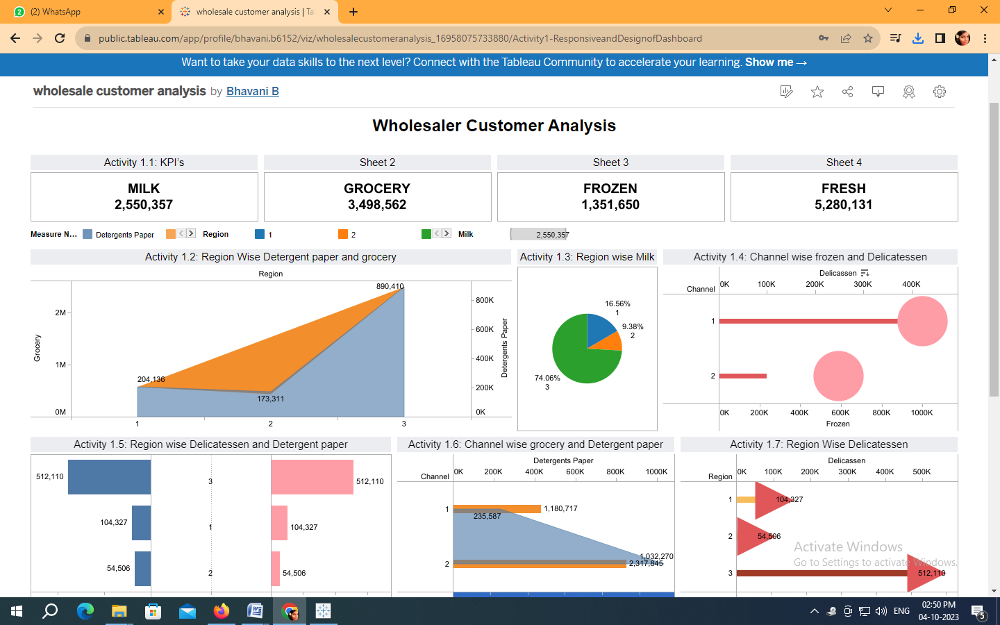 (2) WhatsApp
wholesale customer analysis | Ta
public.tableau.com/app/profile/bhavani.b6152/viz/wholesalecustomeranalysis_16958075733880/Activity1-ResponsiveandDesignofDashboard
Want to take your data skills to the next level? Connect with the Tableau Community to accelerate your learning. Show me →
wholesale customer analysis by Bhavani B
Wholesaler Customer Analysis
Activity 1.1: KPI's
Sheet 2
Sheet 3
Sheet 4
MILK
2,550,357
GROCERY
3,498,562
FROZEN
1,351,650
FRESH
5,280,131
Measure N...
Detergents Paper
Region
1
2
Milk
2,550,357
Activity 1.2: Region Wise Detergent paper and grocery
Region
890,410
2M
1M
0M
Grocery
204,136
173,311
800K
600K
400K
200K
0K
Detergents Paper
1
2
3
Activity 1.3: Region wise Milk
16.56%
1
9.38%
2
74.06%
3
Activity 1.4: Channel wise frozen and Delicatessen
Delicassen
Channel
0K 100K 200K 300K 400K
1
2
0K 200K 400K 600K 800K 1000K
Frozen
Activity 1.5: Region wise Delicatessen and Detergent paper
512,110 3 512,110
104,327 1 104,327
54,506 2 54,506
Activity 1.6: Channel wise grocery and Detergent paper
Detergents Paper
Channel
0K 200K 400K 600K 800K 1000K
1
1,180,717
235,587
1,032,270
2
2,317,845
Activity 1.7: Region Wise Delicatessen
Delicassen
Region
0K 100K 200K 300K 400K 500K
1
104,327
2
54,506
3
512,110
Activate Windows
Go to Settings to activate Windows.
ENG
02:50 PM
04-10-2023
5